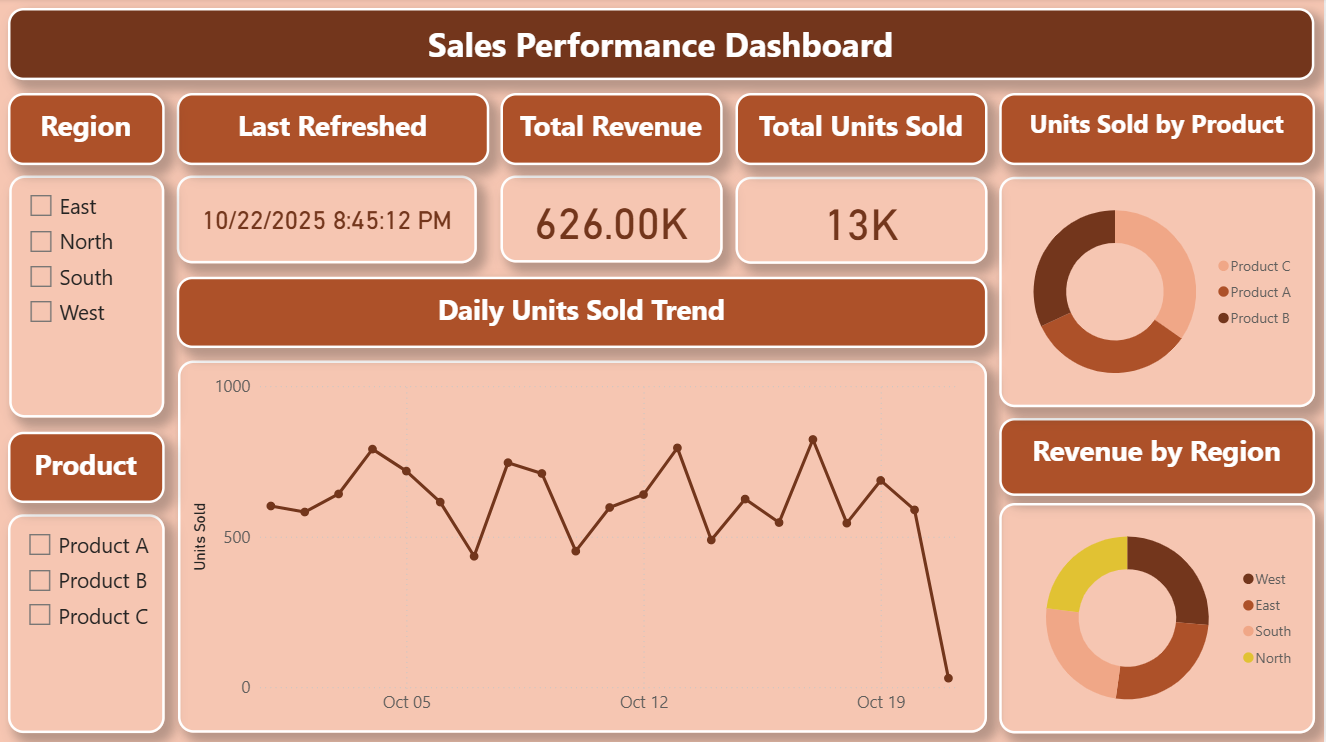 Sales Performance Dashboard
Region
Last Refreshed
Total Revenue
Total Units Sold
Units Sold by Product
East
North
South
West
10/22/2025 8:45:12 PM
626.00K
13K
Product C
Product A
Product B
Daily Units Sold Trend
1000
500
0
Units Sold
Oct 05
Oct 12
Oct 19
Product
Product A
Product B
Product C
Revenue by Region
West
East
South
North